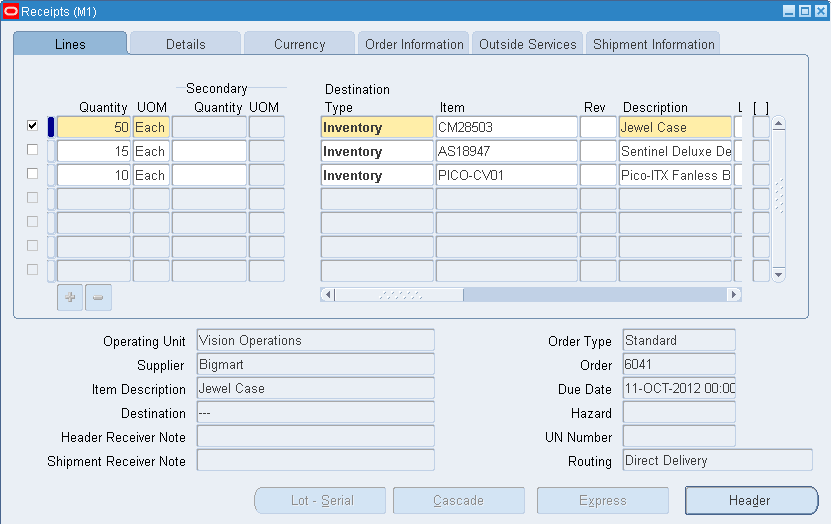 Receipts (M1)
Lines Details Currency Order Information Outside Services Shipment Information
Secondary Destination
Quantity UOM Quantity UOM Type Item Rev Description L [ ]
50 Each Inventory CM28503 Jewel Case
15 Each Inventory AS18947 Sentinel Deluxe De
10 Each Inventory PICO-CV01 Pico-ITX Fanless B
Operating Unit Vision Operations Order Type Standard
Supplier Bigmart Order 6041
Item Description Jewel Case Due Date 11-OCT-2012 00:00
Destination --- Hazard
Header Receiver Note UN Number
Shipment Receiver Note Routing Direct Delivery
Lot - Serial Cascade Express Header